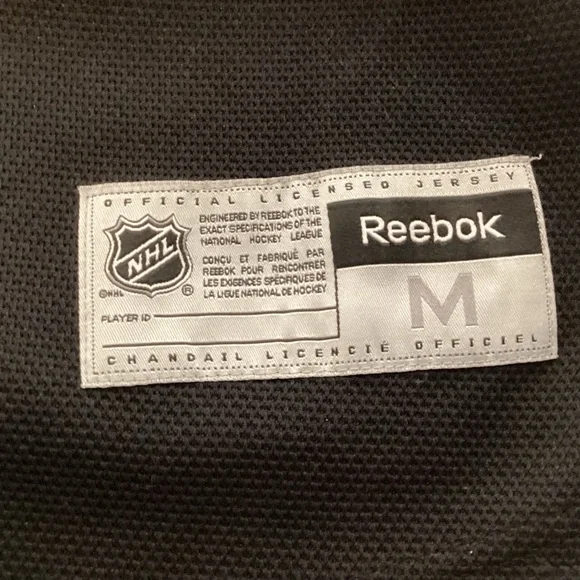 OFFICIAL LICENSED JERSEY
NHL
©NHL
®
ENGINEERED BY REEBOK TO THE
EXACT SPECIFICATIONS OF THE
NATIONAL HOCKEY LEAGUE
CONÇU ET FABRIQUÉ PAR
REEBOK POUR RENCONTRER
LES EXIGENCES SPÉCIFIQUES DE
LA LIGUE NATIONAL DE HOCKEY
PLAYER ID
Reebok
M
CHANDAIL LICENCIÉ OFFICIEL